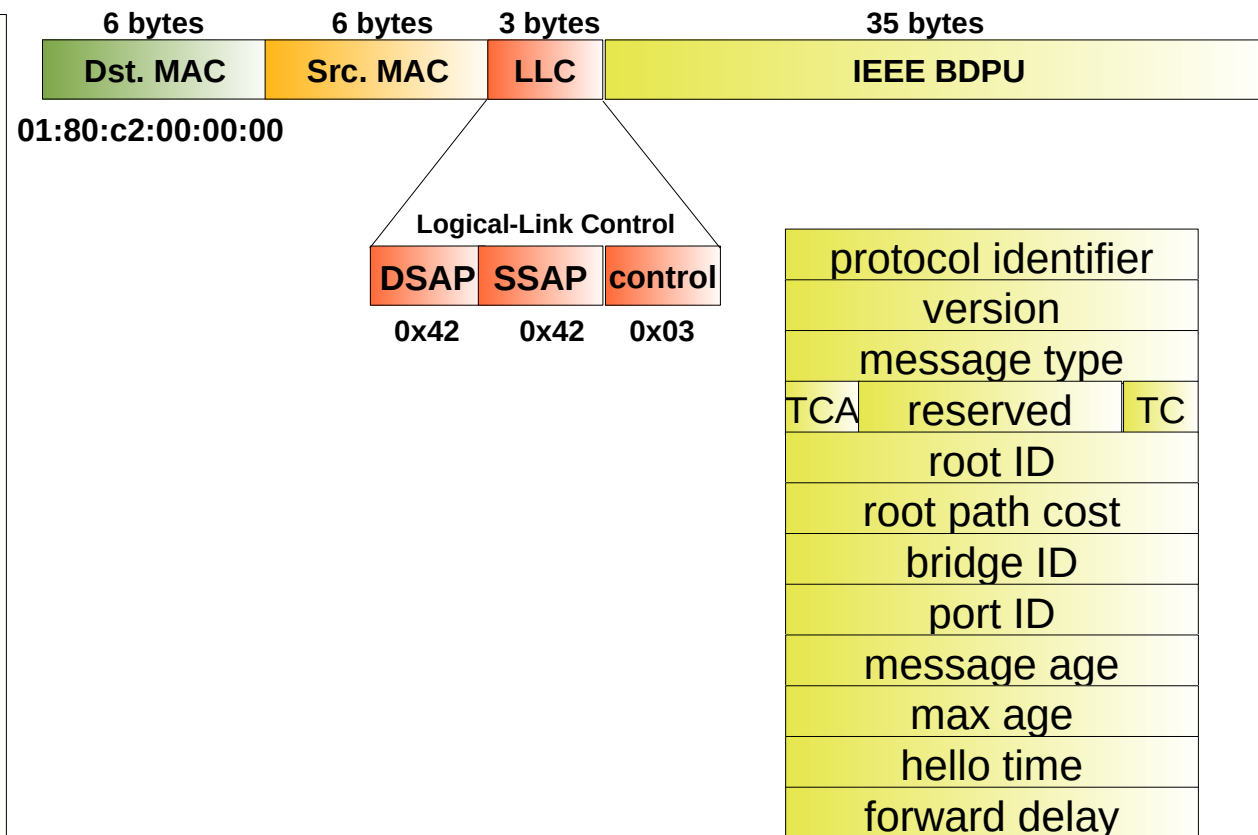 6 bytes 6 bytes 3 bytes 35 bytes
Dst. MAC Src. MAC LLC IEEE BDPU
01:80:c2:00:00:00
Logical-Link Control
DSAP SSAP control
0x42 0x42 0x03
protocol identifier
version
message type
TCA reserved TC
root ID
root path cost
bridge ID
port ID
message age
max age
hello time
forward delay